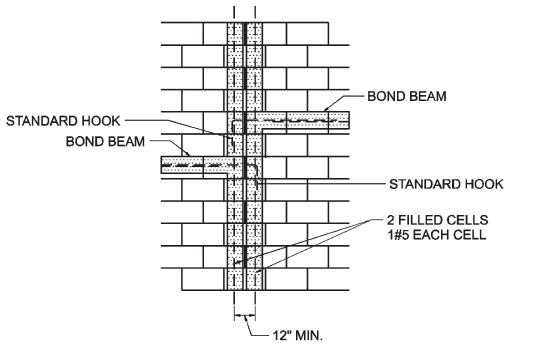 BOND BEAM
STANDARD HOOK
BOND BEAM
STANDARD HOOK
2 FILLED CELLS
1#5 EACH CELL
12" MIN.